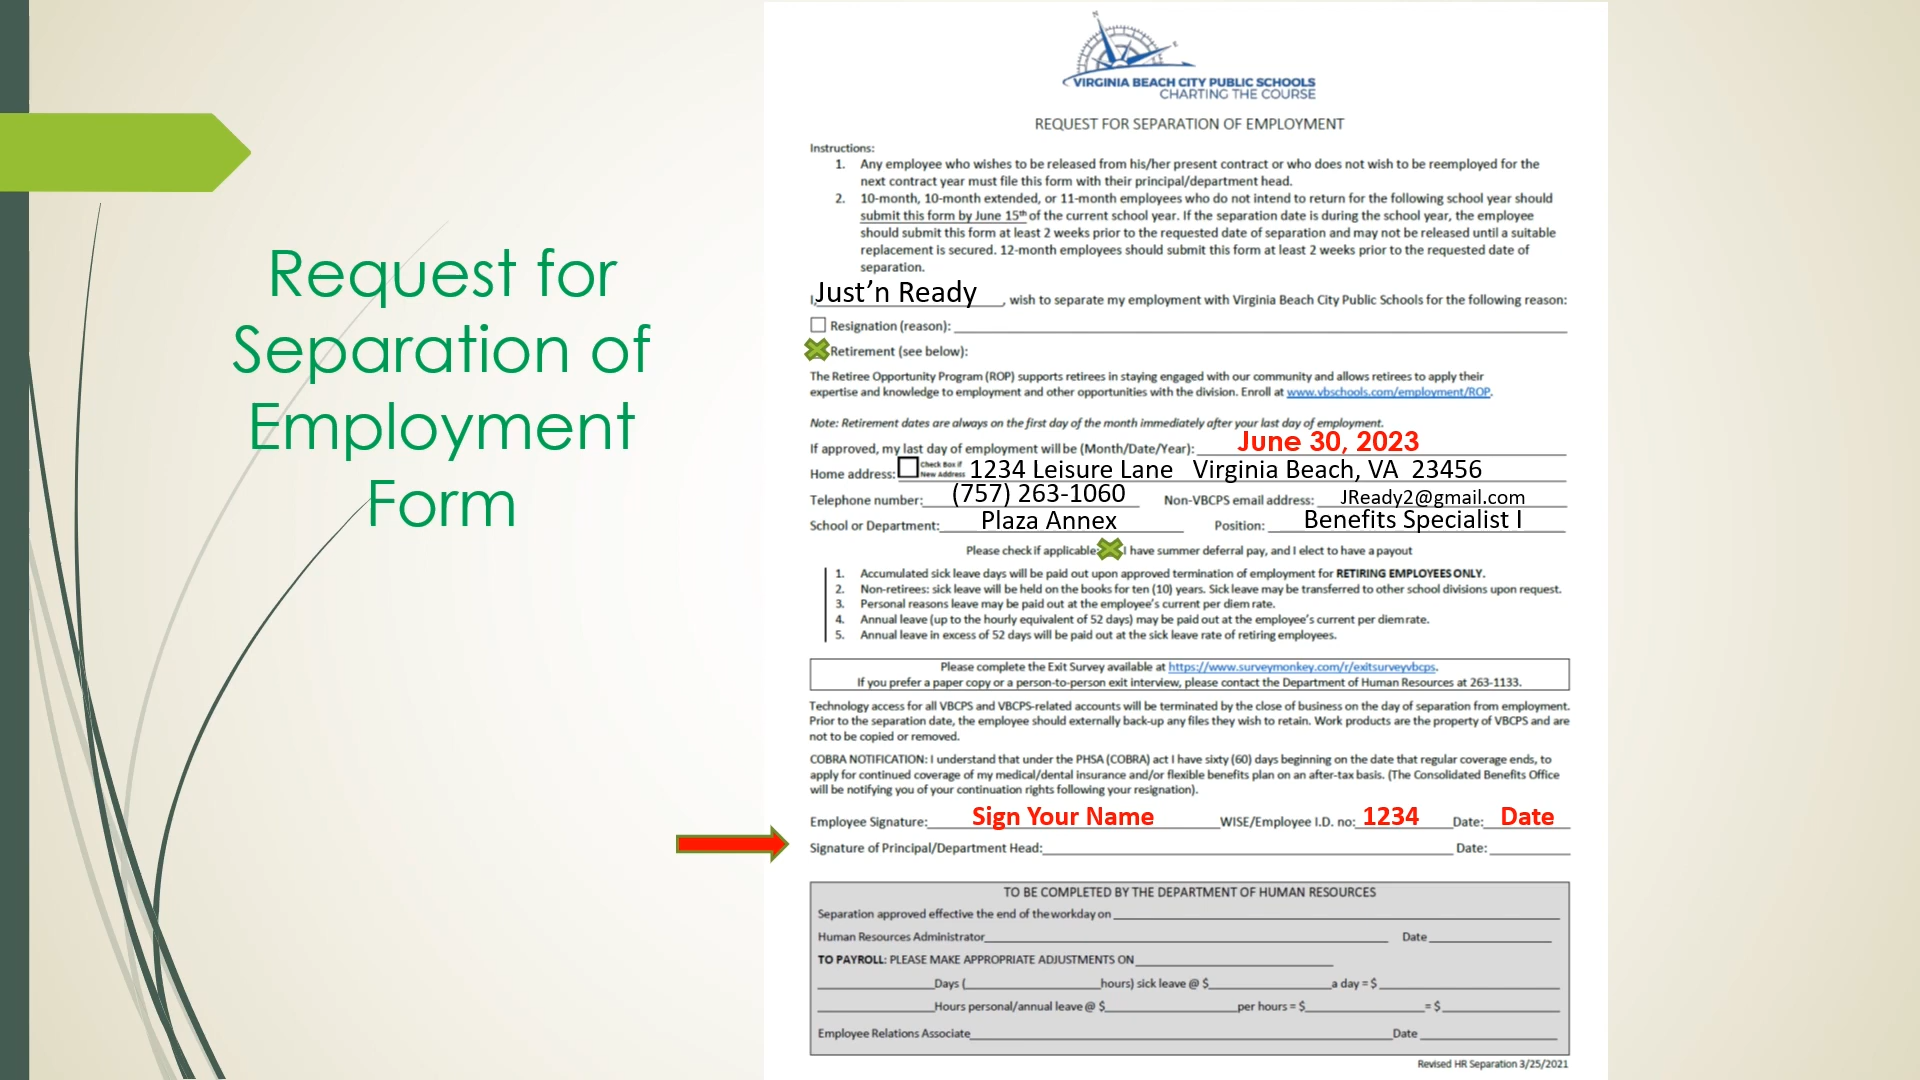 Request for
Separation of
Employment
Form
N
E
VIRGINIA BEACH CITY PUBLIC SCHOOLS
CHARTING THE COURSE
REQUEST FOR SEPARATION OF EMPLOYMENT
Instructions:
1. Any employee who wishes to be released from his/her present contract or who does not wish to be reemployed for the
next contract year must file this form with their principal/department head.
2. 10-month, 10-month extended, or 11-month employees who do not intend to return for the following school year should
submit this form by June 15th of the current school year. If the separation date is during the school year, the employee
should submit this form at least 2 weeks prior to the requested date of separation and may not be released until a suitable
replacement is secured. 12-month employees should submit this form at least 2 weeks prior to the requested date of
separation.
I, Just'n Ready, wish to separate my employment with Virginia Beach City Public Schools for the following reason:
Resignation (reason):
Retirement (see below):
The Retiree Opportunity Program (ROP) supports retirees in staying engaged with our community and allows retirees to apply their
expertise and knowledge to employment and other opportunities with the division. Enroll at www.vbschools.com/employment/ROP.
Note: Retirement dates are always on the first day of the month immediately after your last day of employment.
If approved, my last day of employment will be (Month/Date/Year): June 30, 2023
Home address: Check Box if New Address 1234 Leisure Lane Virginia Beach, VA 23456
Telephone number: (757) 263-1060 Non-VBCPS email address: JReady2@gmail.com
School or Department: Plaza Annex Position: Benefits Specialist I
Please check if applicable: I have summer deferral pay, and I elect to have a payout
1. Accumulated sick leave days will be paid out upon approved termination of employment for RETIRING EMPLOYEES ONLY.
2. Non-retirees: sick leave will be held on the books for ten (10) years. Sick leave may be transferred to other school divisions upon request.
3. Personal reasons leave may be paid out at the employee's current per diem rate.
4. Annual leave (up to the hourly equivalent of 52 days) may be paid out at the employee's current per diem rate.
5. Annual leave in excess of 52 days will be paid out at the sick leave rate of retiring employees.
Please complete the Exit Survey available at https://www.surveymonkey.com/r/exitsurveyvbcps.
If you prefer a paper copy or a person-to-person exit interview, please contact the Department of Human Resources at 263-1133.
Technology access for all VBCPS and VBCPS-related accounts will be terminated by the close of business on the day of separation from employment.
Prior to the separation date, the employee should externally back-up any files they wish to retain. Work products are the property of VBCPS and are
not to be copied or removed.
COBRA NOTIFICATION: I understand that under the PHSA (COBRA) act I have sixty (60) days beginning on the date that regular coverage ends, to
apply for continued coverage of my medical/dental insurance and/or flexible benefits plan on an after-tax basis. (The Consolidated Benefits Office
will be notifying you of your continuation rights following your resignation).
Employee Signature: Sign Your Name WISE/Employee I.D. no: 1234 Date: Date
Signature of Principal/Department Head: Date:
TO BE COMPLETED BY THE DEPARTMENT OF HUMAN RESOURCES
Separation approved effective the end of the workday on
Human Resources Administrator Date
TO PAYROLL: PLEASE MAKE APPROPRIATE ADJUSTMENTS ON
Days ( hours) sick leave @ $ a day = $
Hours personal/annual leave @ $ per hours = $ = $
Employee Relations Associate Date
Revised HR Separation 3/25/2021